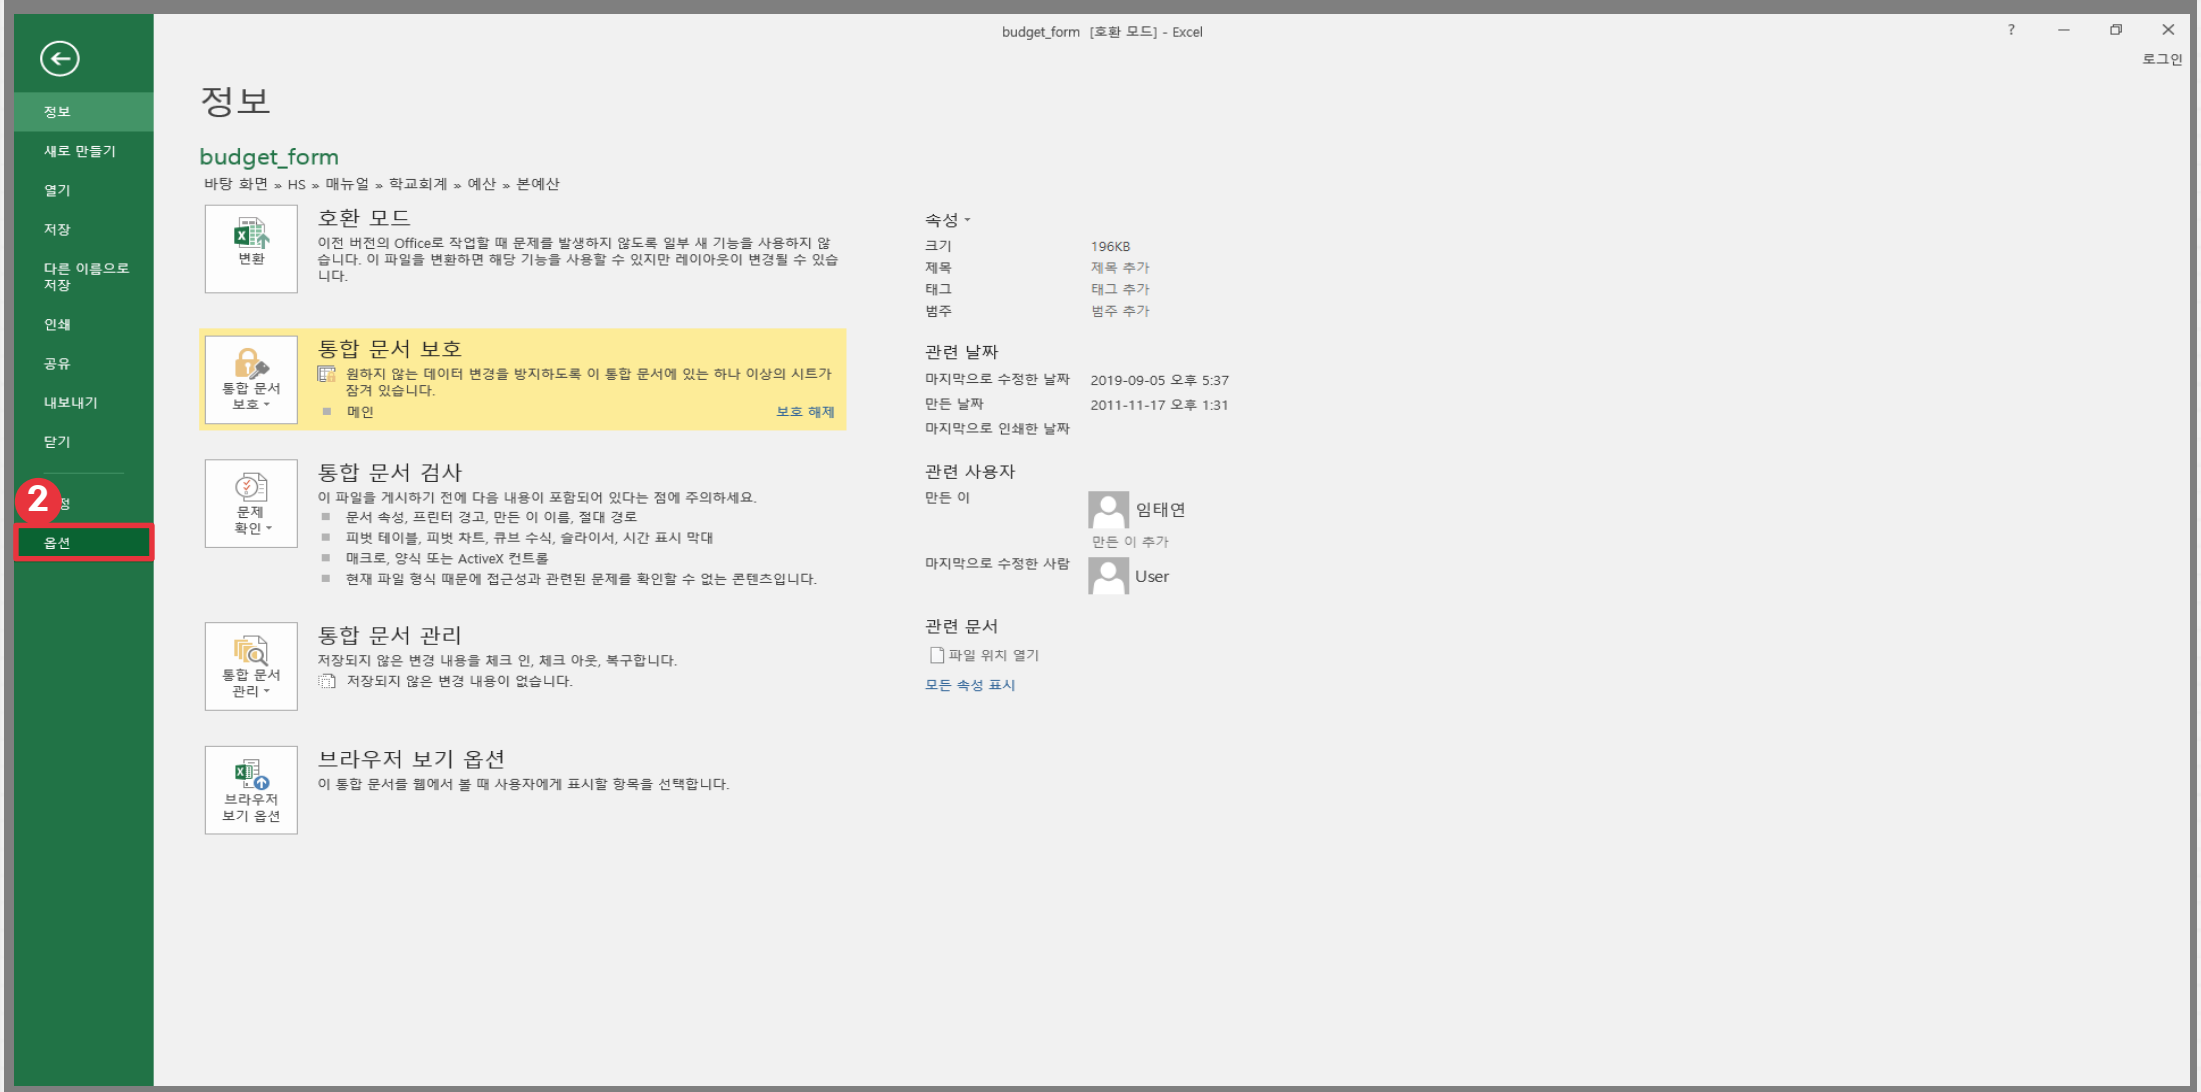 budget_form [호환 모드] - Excel
?
로그인
정보
새로 만들기
열기
저장
다른 이름으로
저장
인쇄
공유
내보내기
닫기
2
정
옵션
정보
budget_form
바탕 화면 » HS » 매뉴얼 » 학교회계 » 예산 » 본예산
변환
호환 모드
이전 버전의 Office로 작업할 때 문제를 발생하지 않도록 일부 새 기능을 사용하지 않
습니다. 이 파일을 변환하면 해당 기능을 사용할 수 있지만 레이아웃이 변경될 수 있습
니다.
통합 문서
보호
통합 문서 보호
원하지 않는 데이터 변경을 방지하도록 이 통합 문서에 있는 하나 이상의 시트가
잠겨 있습니다.
메인 보호 해제
문제
확인
통합 문서 검사
이 파일을 게시하기 전에 다음 내용이 포함되어 있다는 점에 주의하세요.
문서 속성, 프린터 경고, 만든 이 이름, 절대 경로
피벗 테이블, 피벗 차트, 큐브 수식, 슬라이서, 시간 표시 막대
매크로, 양식 또는 ActiveX 컨트롤
현재 파일 형식 때문에 접근성과 관련된 문제를 확인할 수 없는 콘텐츠입니다.
통합 문서
관리
통합 문서 관리
저장되지 않은 변경 내용을 체크 인, 체크 아웃, 복구합니다.
저장되지 않은 변경 내용이 없습니다.
브라우저
보기 옵션
브라우저 보기 옵션
이 통합 문서를 웹에서 볼 때 사용자에게 표시할 항목을 선택합니다.
속성
크기 196KB
제목 제목 추가
태그 태그 추가
범주 범주 추가
관련 날짜
마지막으로 수정한 날짜 2019-09-05 오후 5:37
만든 날짜 2011-11-17 오후 1:31
마지막으로 인쇄한 날짜
관련 사용자
만든 이 임태연
만든 이 추가
마지막으로 수정한 사람 User
관련 문서
파일 위치 열기
모든 속성 표시